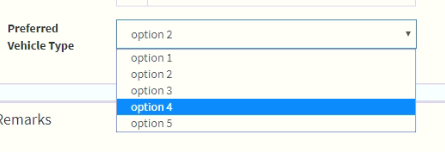 Preferred
Vehicle Type
option 2
option 1
option 2
option 3
option 4
option 5
Remarks